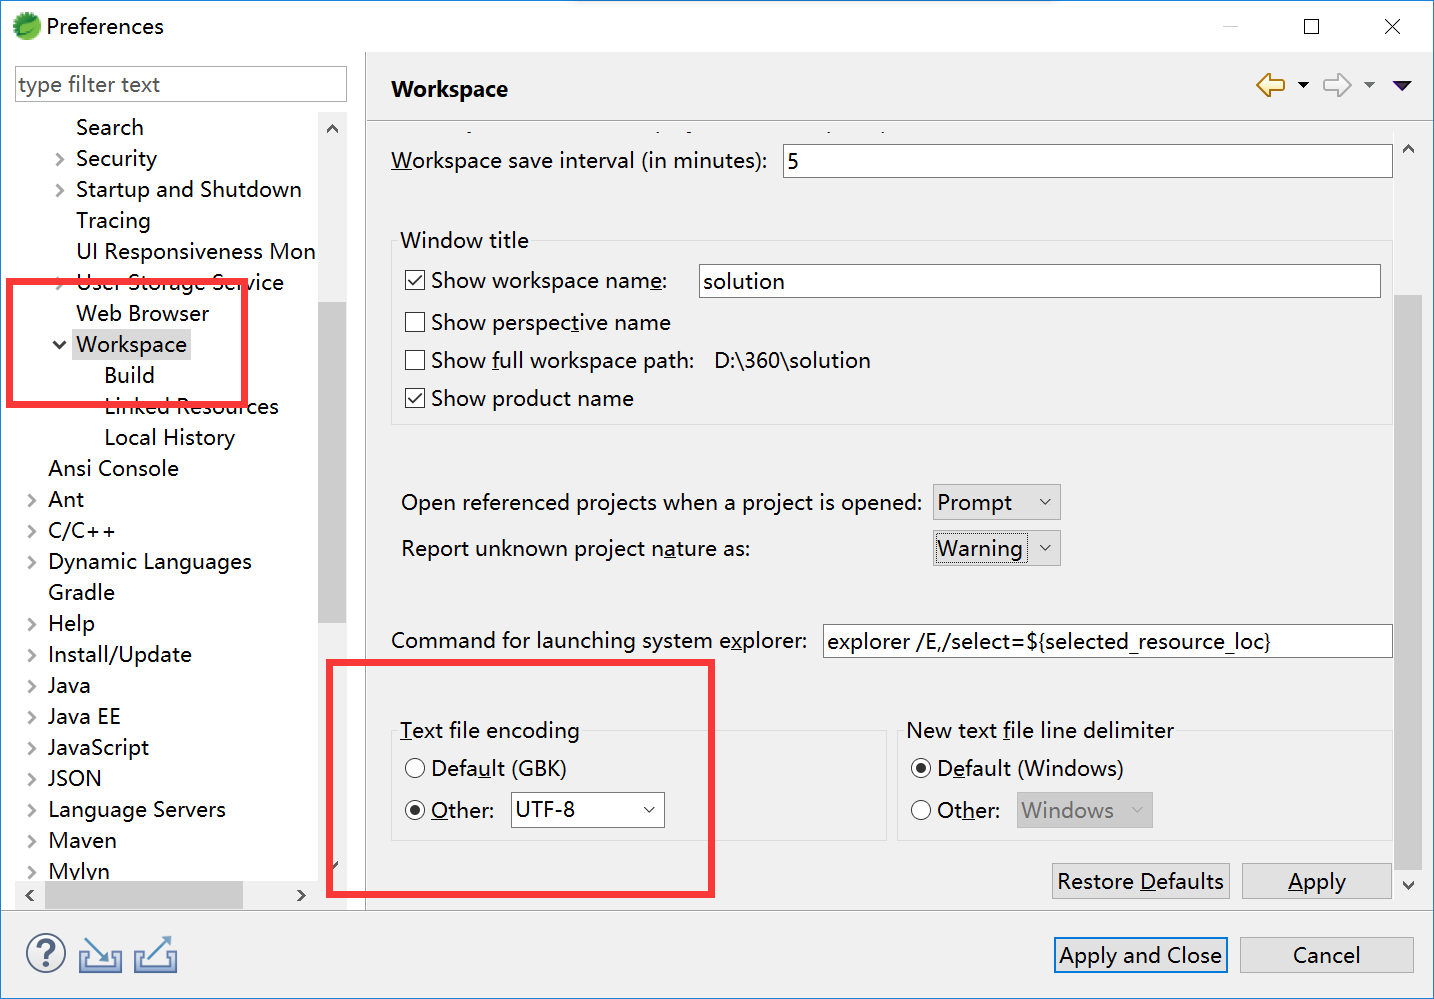 Preferences
type filter text
Search
Security
Startup and Shutdown
Tracing
UI Responsiveness Mon
User Storage Service
Web Browser
Workspace
Build
Linked Resources
Local History
Ansi Console
Ant
C/C++
Dynamic Languages
Gradle
Help
Install/Update
Java
Java EE
JavaScript
JSON
Language Servers
Maven
Mylyn
Workspace
Workspace save interval (in minutes): 5
Window title
Show workspace name: solution
Show perspective name
Show full workspace path: D:\360\solution
Show product name
Open referenced projects when a project is opened: Prompt
Report unknown project nature as: Warning
Command for launching system explorer: explorer /E,/select=${selected_resource_loc}
Text file encoding
Default (GBK)
Other: UTF-8
New text file line delimiter
Default (Windows)
Other: Windows
Restore Defaults Apply
Apply and Close Cancel